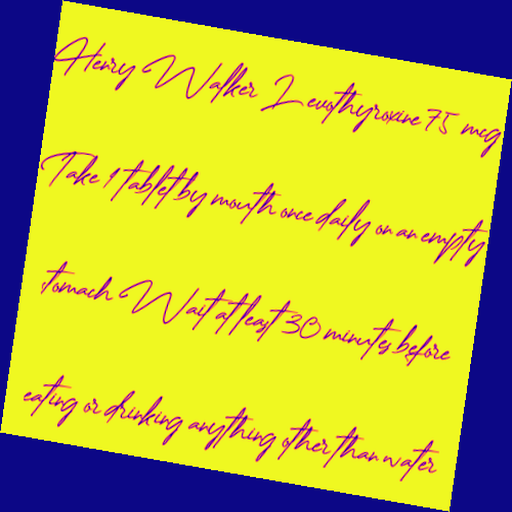 Henry Walker Levothyroxine 75 mcg
Take 1 tablet by mouth once daily on an empty
stomach Wait at least 30 minutes before
eating or drinking anything other than water